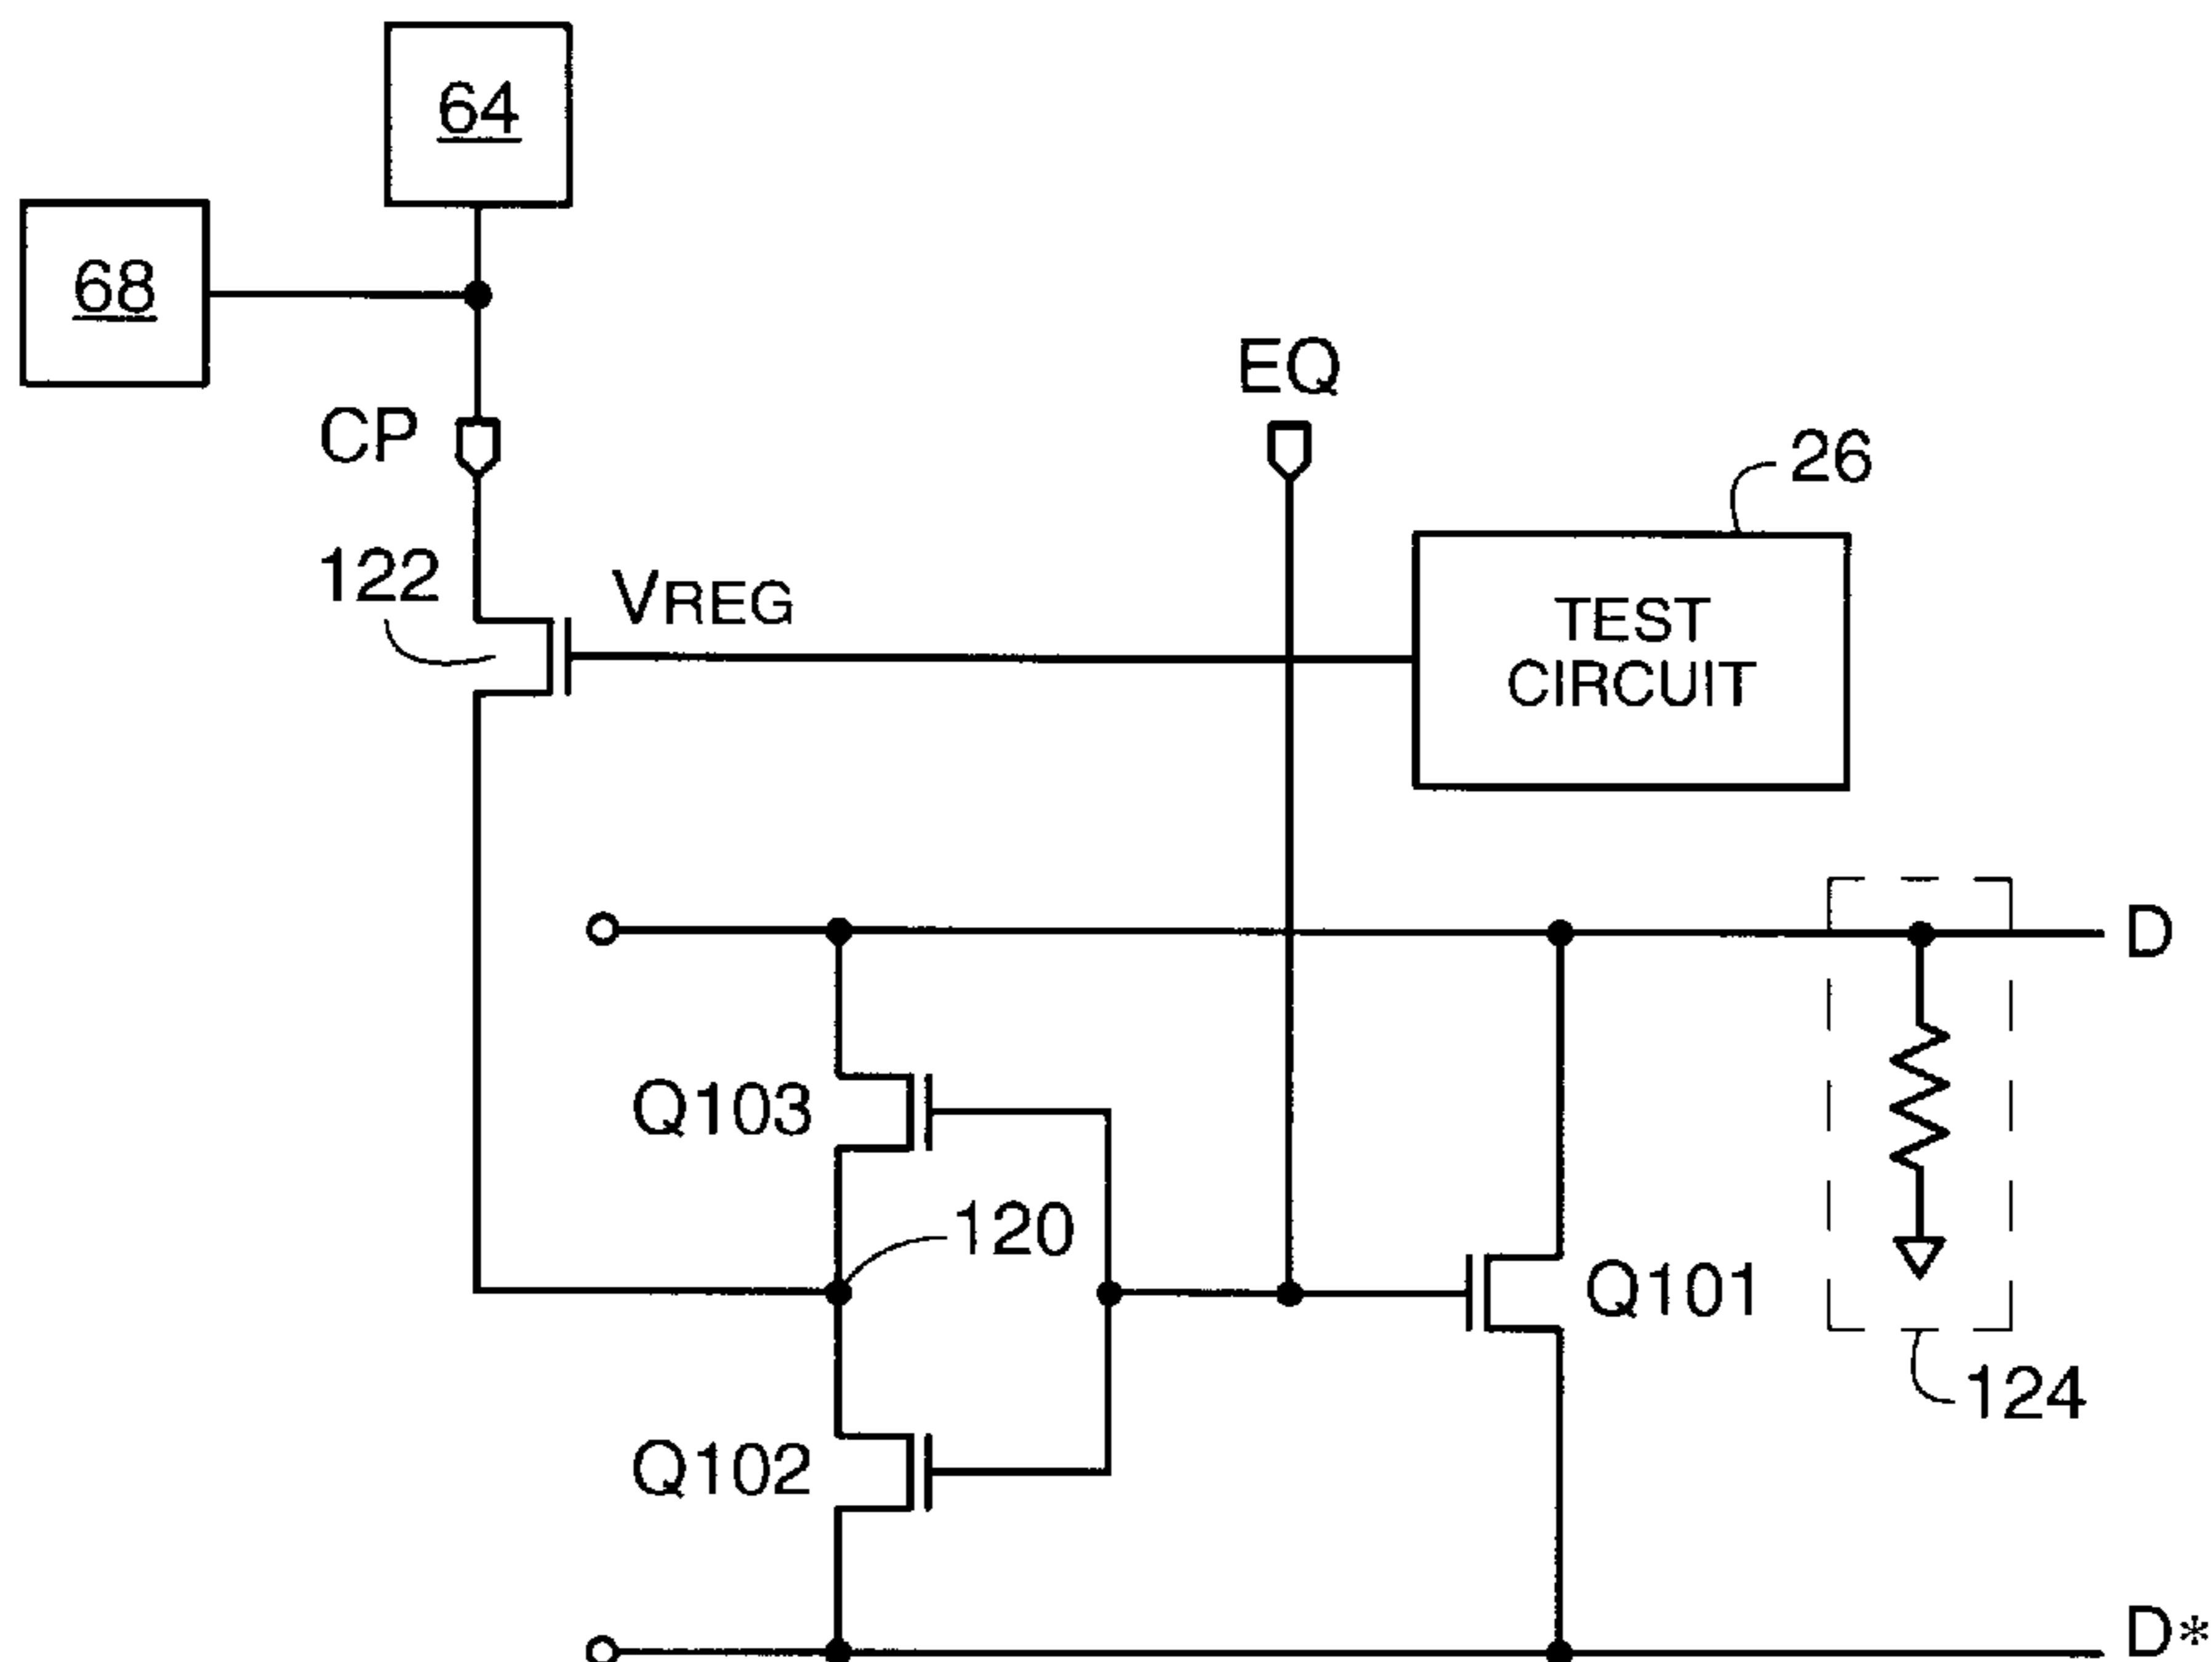 64
68
EQ
CP
26
122
VREG
TEST
CIRCUIT
D
Q103
120
Q101
124
Q102
D*